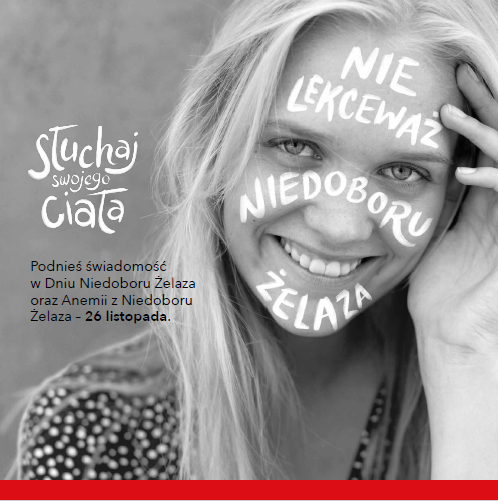 NIE
LEKCEWAŻ
NIEDOBORU
ŻELAZA
Słuchaj
swojego
ciała
Podnieś świadomość
w Dniu Niedoboru Żelaza
oraz Anemii z Niedoboru
Żelaza – 26 listopada.